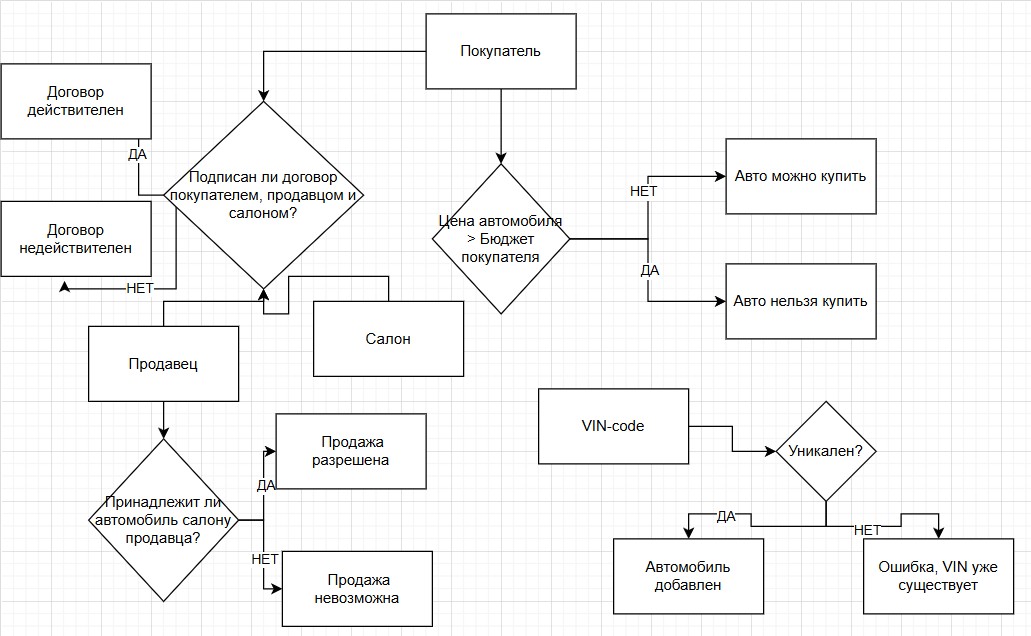 Покупатель
Договор
действителен
ДА
Подписан ли договор
покупателем, продавцом и
салоном?
Договор
недействителен
НЕТ
Цена автомобиля
> Бюджет
покупателя
НЕТ
Авто можно купить
ДА
Авто нельзя купить
Продавец
Салон
Принадлежит ли
автомобиль салону
продавца?
ДА
Продажа
разрешена
НЕТ
Продажа
невозможна
VIN-code
Уникален?
ДА
НЕТ
Автомобиль
добавлен
Ошибка, VIN уже
существует